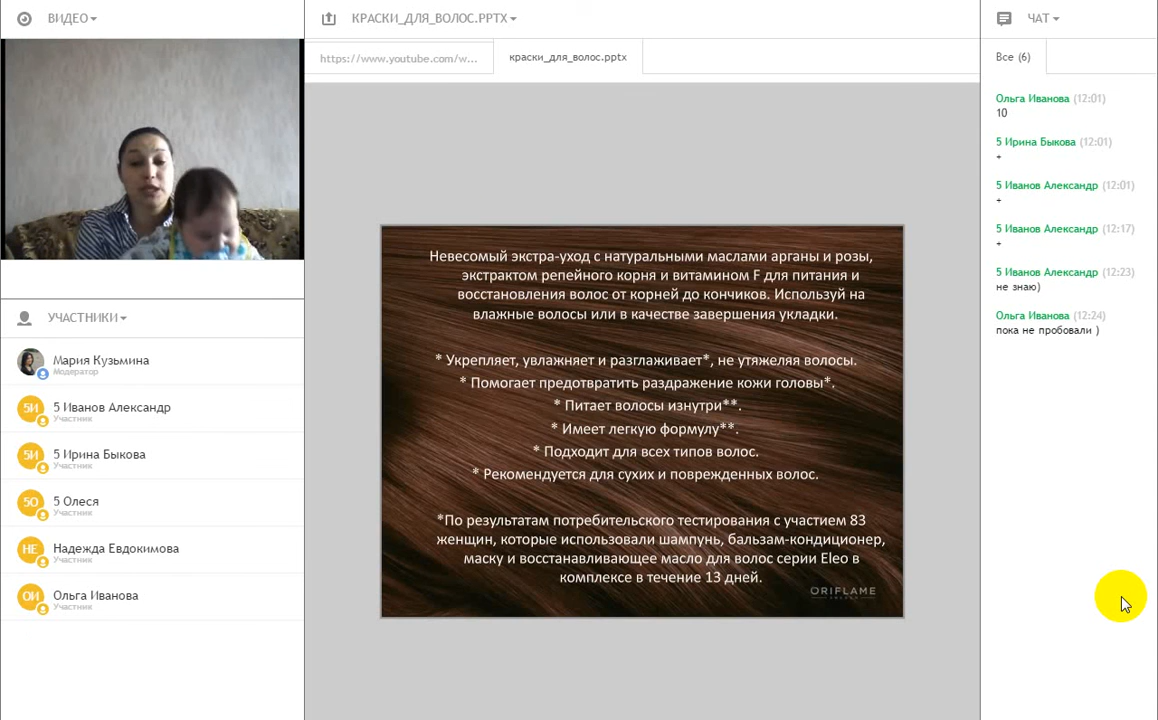 ВИДЕО
КРАСКИ_ДЛЯ_ВОЛОС.PPTX
ЧАТ
https://www.youtube.com/w...
краски_для_волос.pptx
Все (6)
Ольга Иванова (12:01)
10
5 Ирина Быкова (12:01)
+
5 Иванов Александр (12:01)
+
5 Иванов Александр (12:17)
+
5 Иванов Александр (12:23)
не знаю)
Ольга Иванова (12:24)
пока не пробовали )
УЧАСТНИКИ
Мария Кузьмина
Модератор
5И
5 Иванов Александр
Участник
5И
5 Ирина Быкова
Участник
5О
5 Олеся
Участник
НЕ
Надежда Евдокимова
Участник
ОИ
Ольга Иванова
Участник
Невесомый экстра-уход с натуральными маслами арганы и розы,
экстрактом репейного корня и витамином F для питания и
восстановления волос от корней до кончиков. Используй на
влажные волосы или в качестве завершения укладки.
* Укрепляет, увлажняет и разглаживает*, не утяжеляя волосы.
* Помогает предотвратить раздражение кожи головы*.
* Питает волосы изнутри**.
* Имеет легкую формулу**.
* Подходит для всех типов волос.
* Рекомендуется для сухих и поврежденных волос.
*По результатам потребительского тестирования с участием 83
женщин, которые использовали шампунь, бальзам-кондиционер,
маску и восстанавливающее масло для волос серии Eleo в
комплексе в течение 13 дней.
ORIFLAME
SWEDEN